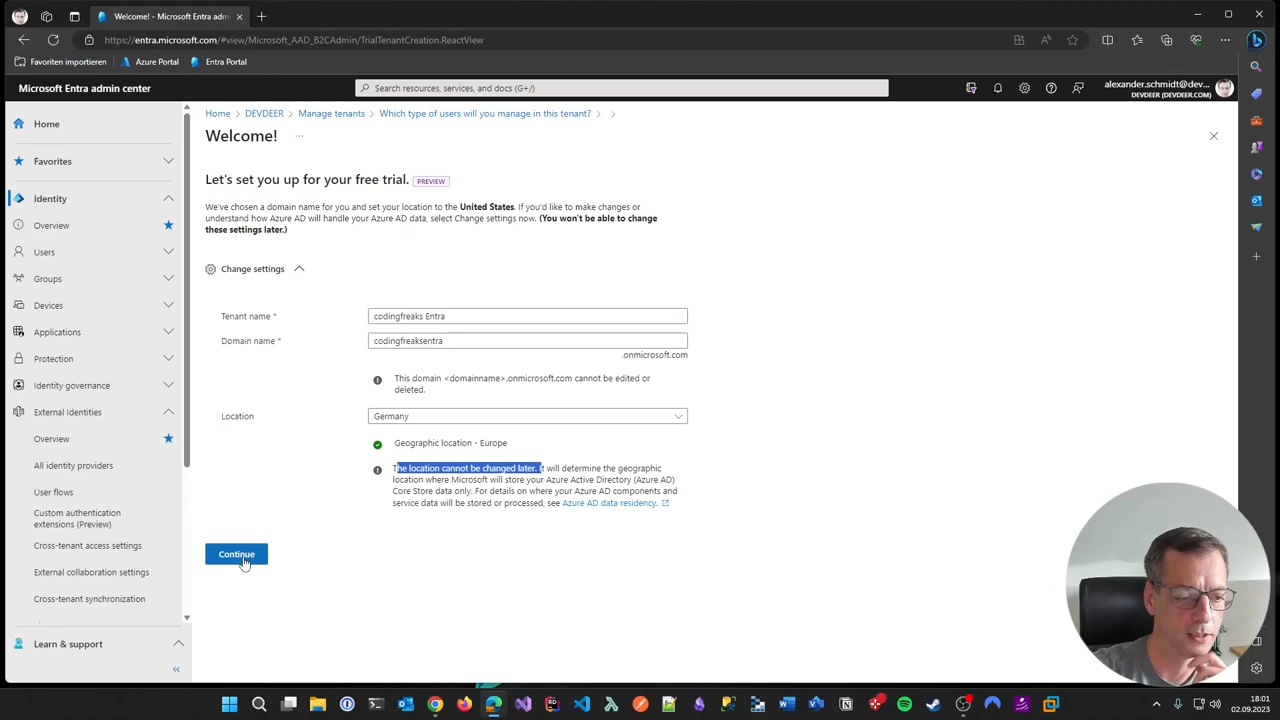 Welcome! - Microsoft Entra admin
https://entra.microsoft.com/#view/Microsoft_AAD_B2CAdmin/TrialTenantCreation.ReactView
Favoriten importieren
Azure Portal
Entra Portal
Microsoft Entra admin center
Search resources, services, and docs (G+/)
alexander.schmidt@dev...
DEVDEER (DEVDEER.COM)
Home
Favorites
Identity
Overview
Users
Groups
Devices
Applications
Protection
Identity governance
External Identities
Overview
All identity providers
User flows
Custom authentication
extensions (Preview)
Cross-tenant access settings
External collaboration settings
Cross-tenant synchronization
Learn & support
Home > DEVDEER > Manage tenants > Which type of users will you manage in this tenant? > >
Welcome! ...
Let's set you up for your free trial. PREVIEW
We've chosen a domain name for you and set your location to the United States. If you'd like to make changes or
understand how Azure AD will handle your Azure AD data, select Change settings now. (You won't be able to change
these settings later.)
Change settings
Tenant name *
codingfreaks Entra
Domain name *
codingfreaksentra
.onmicrosoft.com
This domain <domainname>.onmicrosoft.com cannot be edited or
deleted.
Location
Germany
Geographic location - Europe
The location cannot be changed later. It will determine the geographic
location where Microsoft will store your Azure Active Directory (Azure AD)
Core Store data only. For details on where your Azure AD components and
service data will be stored or processed, see Azure AD data residency.
Continue
18:01
02.09.2023